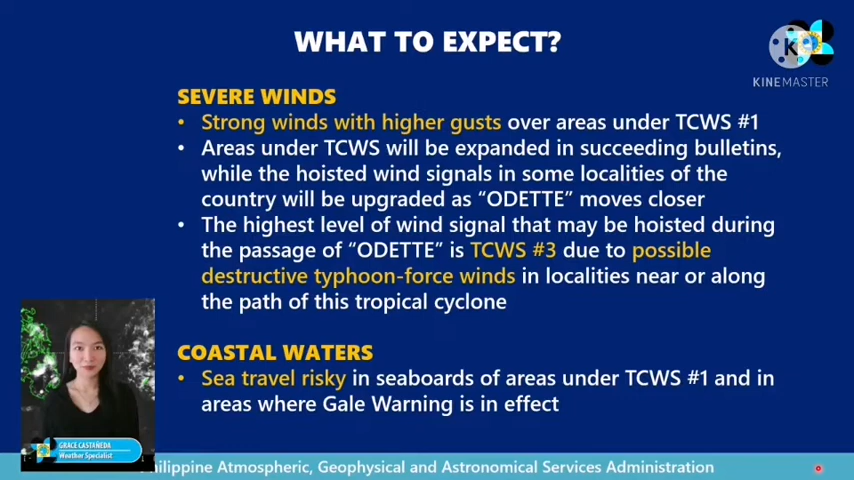 WHAT TO EXPECT?
K
KINEMASTER
SEVERE WINDS
• Strong winds with higher gusts over areas under TCWS #1
• Areas under TCWS will be expanded in succeeding bulletins,
while the hoisted wind signals in some localities of the
country will be upgraded as “ODETTE” moves closer
• The highest level of wind signal that may be hoisted during
the passage of “ODETTE” is TCWS #3 due to possible
destructive typhoon-force winds in localities near or along
the path of this tropical cyclone
COASTAL WATERS
• Sea travel risky in seaboards of areas under TCWS #1 and in
areas where Gale Warning is in effect
GRACE CASTAÑEDA
Weather Specialist
hilippine Atmospheric, Geophysical and Astronomical Services Administration